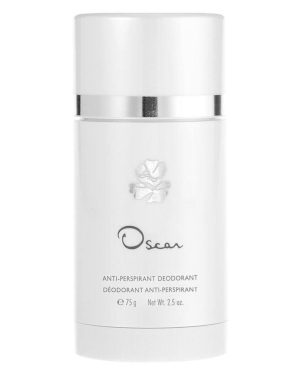 Oscar
ANTI-PERSPIRANT DEODORANT
DÉODORANT ANTI-PERSPIRANT
℮ 75 g Net Wt. 2.5 oz.